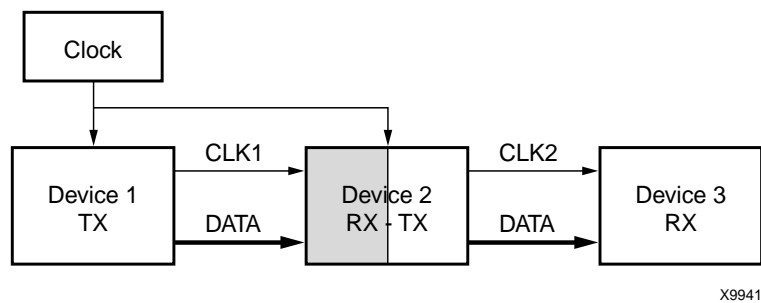 Clock
Device 1
TX
CLK1
DATA
Device 2
RX - TX
CLK2
DATA
Device 3
RX
X9941